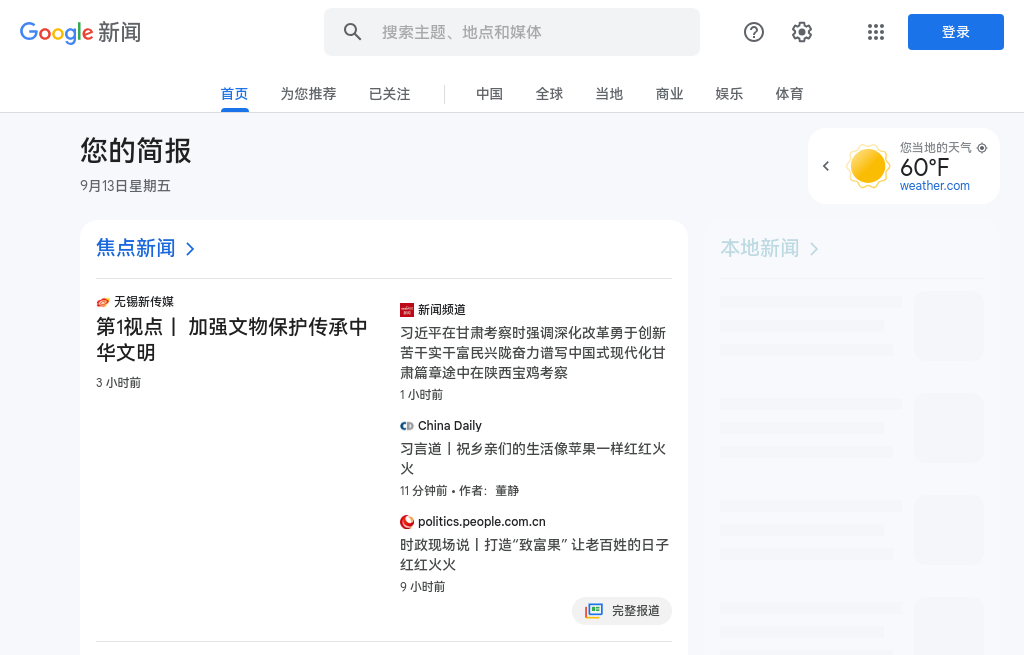 Google 新闻
搜索主题、地点和媒体
登录
首页
为您推荐
已关注
中国
全球
当地
商业
娱乐
体育
您的简报
9月13日星期五
您当地的天气
60°F
weather.com
焦点新闻
本地新闻
无锡新传媒
第1视点丨 加强文物保护传承中
华文明
3 小时前
新闻频道
习近平在甘肃考察时强调深化改革勇于创新
苦干实干富民兴陇奋力谱写中国式现代化甘
肃篇章途中在陕西宝鸡考察
1 小时前
China Daily
习言道丨祝乡亲们的生活像苹果一样红红火
火
11 分钟前 • 作者： 董静
politics.people.com.cn
时政现场说丨打造“致富果” 让老百姓的日子
红红火火
9 小时前
完整报道